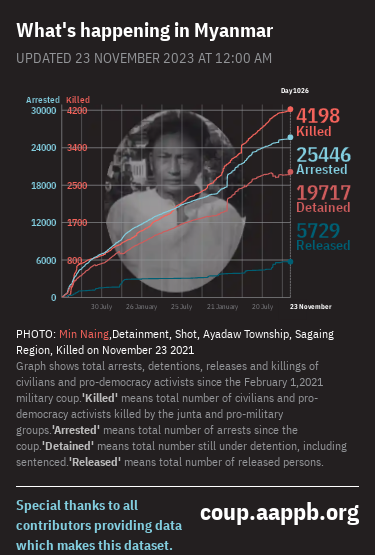 What's happening in Myanmar
UPDATED 23 NOVEMBER 2023 AT 12:00 AM
Day1026
Arrested Killed
30000 4200
4198
Killed
24000 3400
25446
Arrested
18000 2500
19717
Detained
12000 1700
5729
Released
6000 800
0
30 July 26 January 25 July 21 January 20 July 23 November
PHOTO: Min Naing,Detainment, Shot, Ayadaw Township, Sagaing
Region, Killed on November 23 2021
Graph shows total arrests, detentions, releases and killings of
civilians and pro-democracy activists since the February 1,2021
military coup.'Killed' means total number of civilians and pro-
democracy activists killed by the junta and pro-military
groups.'Arrested' means total number of arrests since the
coup.'Detained' means total number still under detention, including
sentenced.'Released' means total number of released persons.
Special thanks to all
contributors providing data
which makes this dataset.
coup.aappb.org